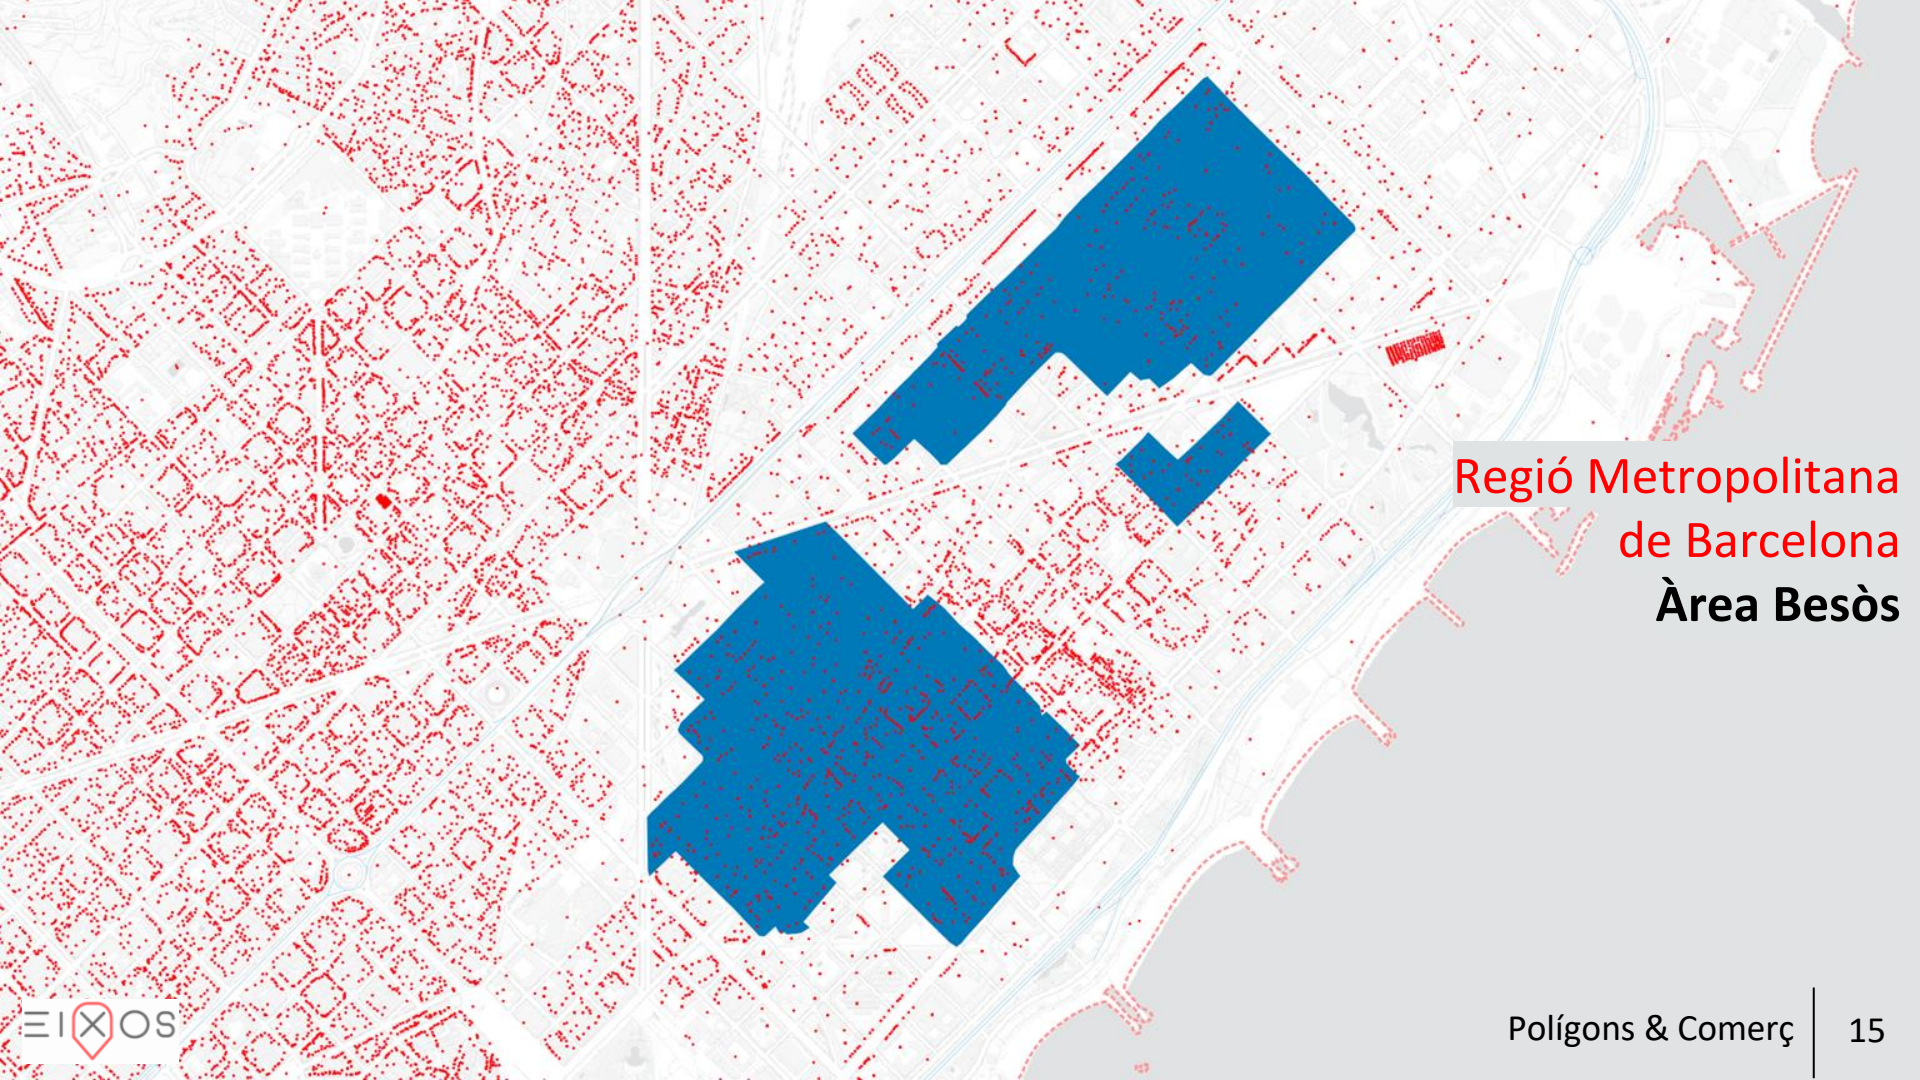 Regió Metropolitana
de Barcelona
Àrea Besòs
EIXOS
Polígons & Comerç
15